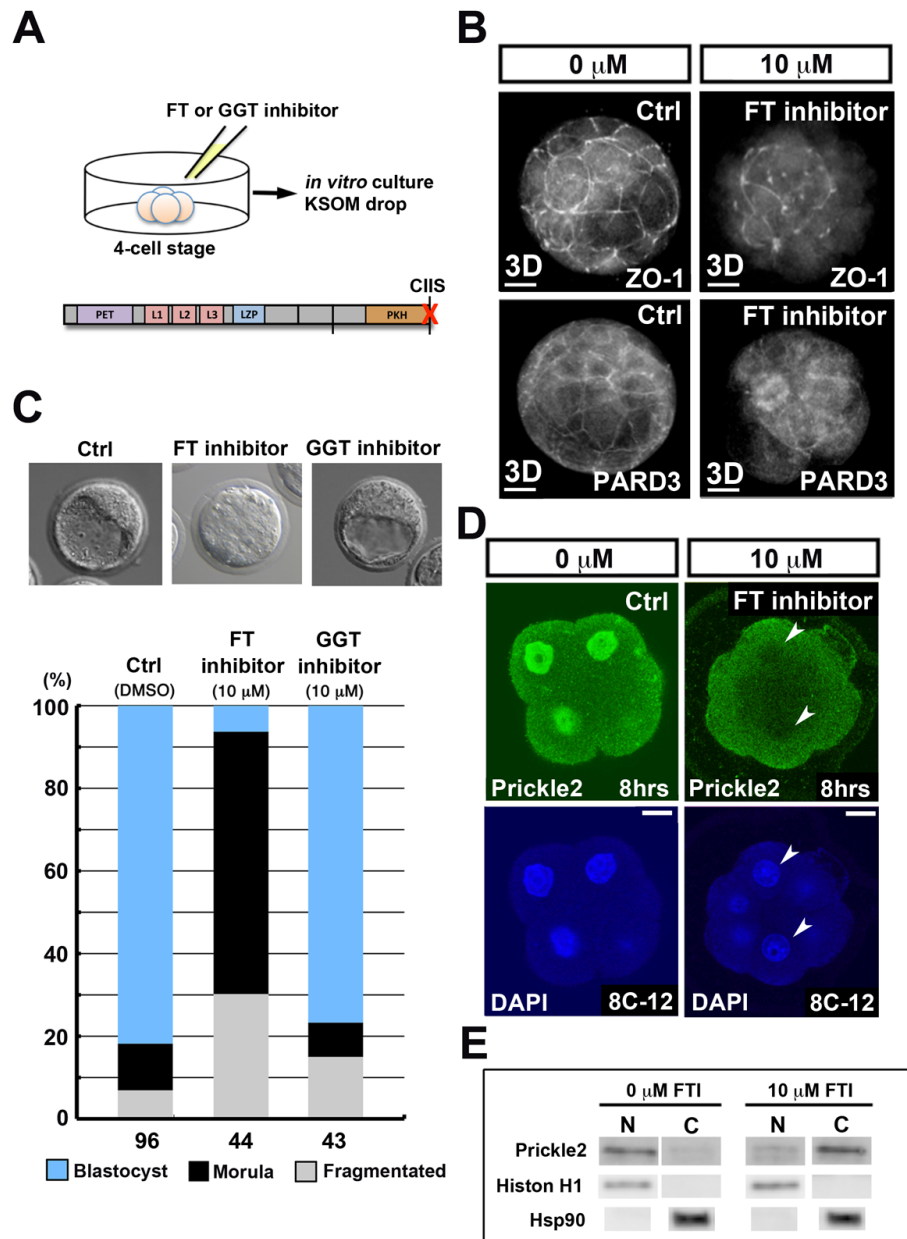 A
FT or GGT inhibitor
in vitro culture
KSOM drop
4-cell stage
CIIS
PET L1 L2 L3 LZP PKH
X
B
0 μM 10 μM
Ctrl FT inhibitor
3D ZO-1 3D ZO-1
Ctrl FT inhibitor
3D PARD3 3D PARD3
C
Ctrl FT inhibitor GGT inhibitor
Ctrl
(DMSO)
FT
inhibitor
(10 μM)
GGT
inhibitor
(10 μM)
(%)
100
80
60
40
20
0
96 44 43
Blastocyst Morula Fragmentated
D
0 μM 10 μM
Ctrl FT inhibitor
Prickle2 8hrs Prickle2 8hrs
DAPI 8C-12 DAPI 8C-12
E
0 μM FTI 10 μM FTI
N C N C
Prickle2
Histon H1
Hsp90